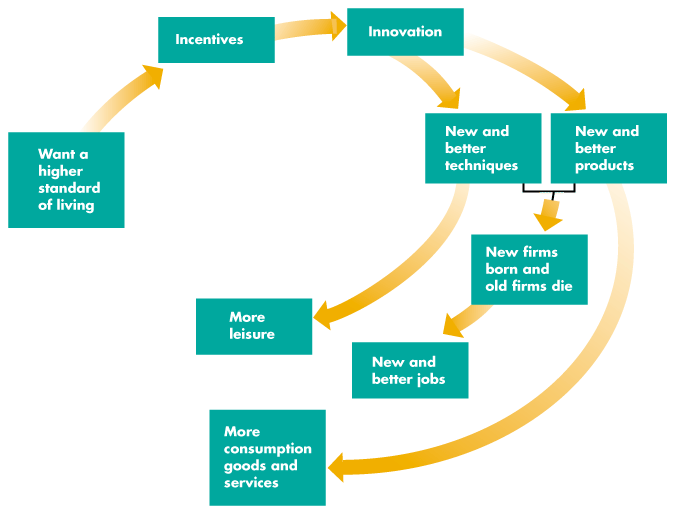 Incentives
Innovation
Want a
higher
standard
of living
New and
better
techniques
New and
better
products
New firms
born and
old firms die
More
leisure
New and
better jobs
More
consumption
goods and
services